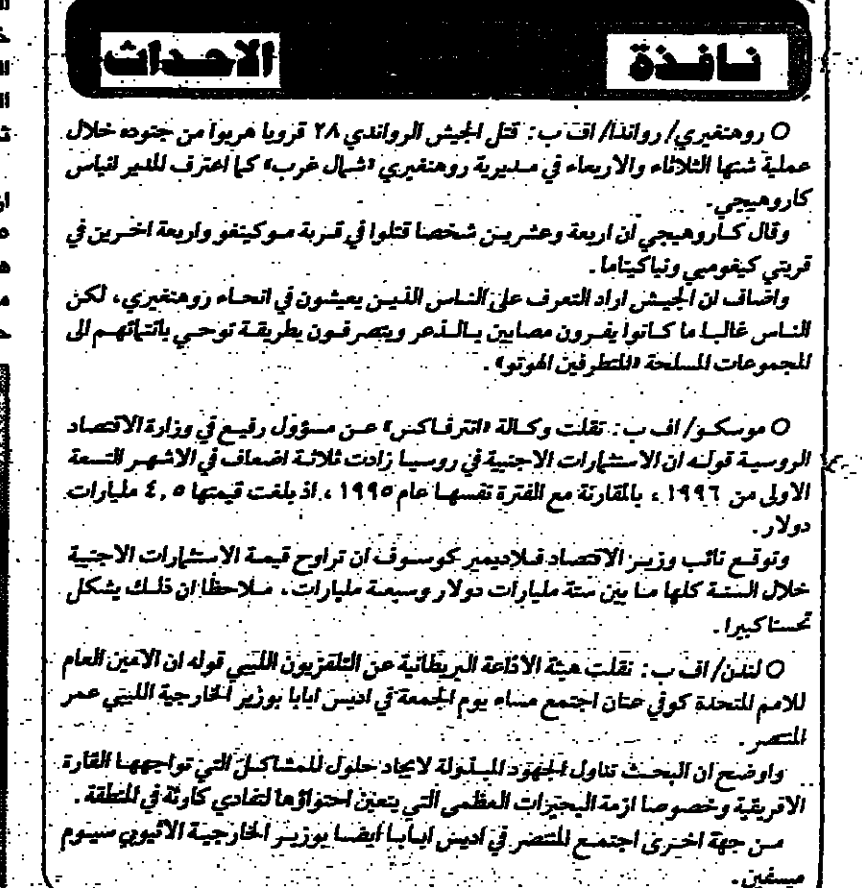 نافذة الاحداث
O روهنغيري/ رواندا/ اف ب: قتل الجيش الرواندي ٢٨ قرويا هربوا من جنوده خلال
عملية شنها الثلاثاء والاربعاء في مديرية روهنغيري «شمال غرب» كما اعترف المدير انياس
كاروهيجي.
وقال كاروهيجي ان اربعة وعشرين شخصا قتلوا في قرية موكينغو واربعة اخرين في
قريتي كيغومبي ونياكيتاما.
واضاف ان الجيش اراد التعرف على الناس الذين يعيشون في انحاء روهنغيري، لكن
الناس غالبا ما كانوا يفرون مصابين بالذعر ويتصرفون بطريقة توحي بانتمائهم الى
المجموعات المسلحة «للمتطرفين الهوتو».
O موسكو/ اف ب: نقلت وكالة «انترفاكس» عن مسؤول رفيع في وزارة الاقتصاد
الروسية قوله ان الاستثمارات الاجنبية في روسيا زادت ثلاثة اضعاف في الاشهر التسعة
الاولى من ١٩٩٦، بالمقارنة مع الفترة نفسها عام ١٩٩٥، اذ بلغت قيمتها ٤,٥ مليارات
دولار.
وتوقع نائب وزير الاقتصاد فلاديمير كوسوف ان تراوح قيمة الاستثمارات الاجنبية
خلال السنة كلها ما بين ستة مليارات دولار وسبعة مليارات، ملاحظا ان ذلك يشكل
تحسنا كبيرا.
O لندن/ اف ب: نقلت هيئة الاذاعة البريطانية عن التلفزيون الليبي قوله ان الامين العام
للامم المتحدة كوفي عنان اجتمع مساء يوم الجمعة في اديس ابابا بوزير الخارجية الليبي عمر
المنتصر.
واوضح ان البحث تناول الجهود المبذولة لايجاد حلول للمشاكل التي تواجهها القارة
الافريقية وخصوصا ازمة البحيرات العظمى التي يتعين احتواؤها لتفادي كارثة في المنطقة.
من جهة اخرى اجتمع المنتصر في اديس ابابا ايضا بوزير الخارجية الاثيوبي سيوم
مسفين.